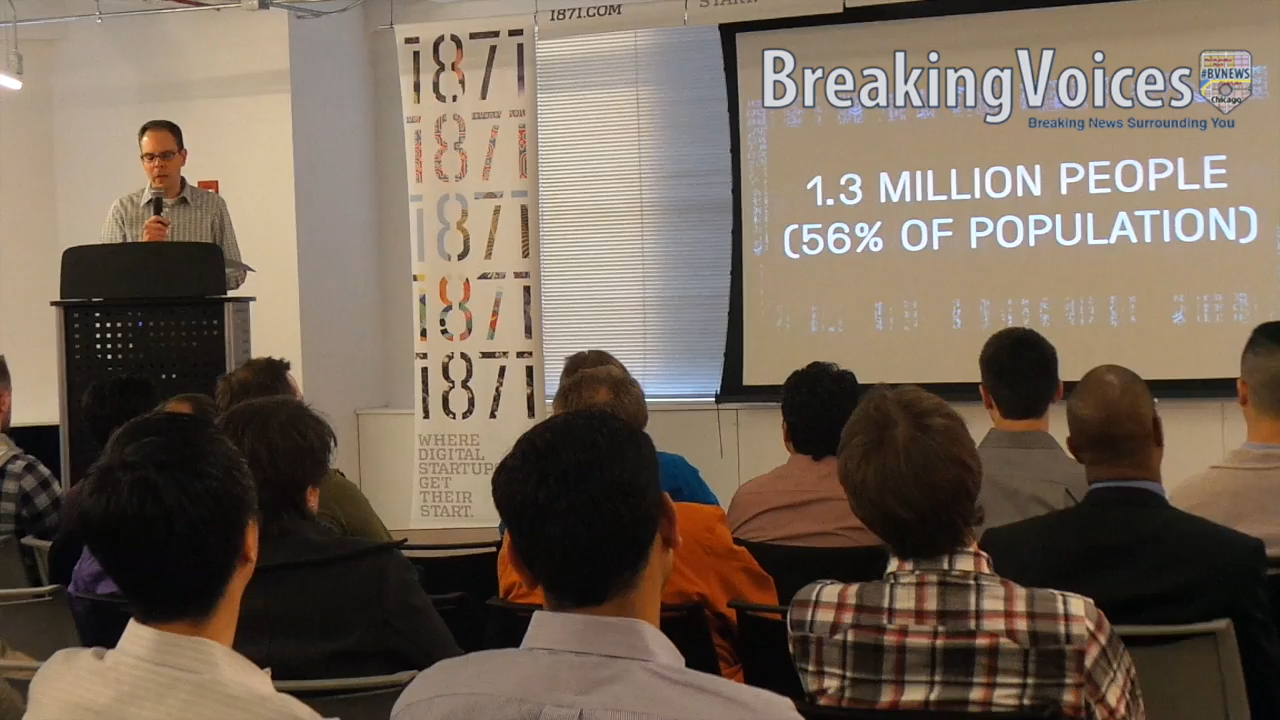 1871.COM
START.
1871
1871
1871
1871
1871
WHERE
DIGITAL
STARTUPS
GET
THEIR
START.
BreakingVoices
#BVNEWS
Chicago
Breaking News Surrounding You
1.3 MILLION PEOPLE
(56% OF POPULATION)